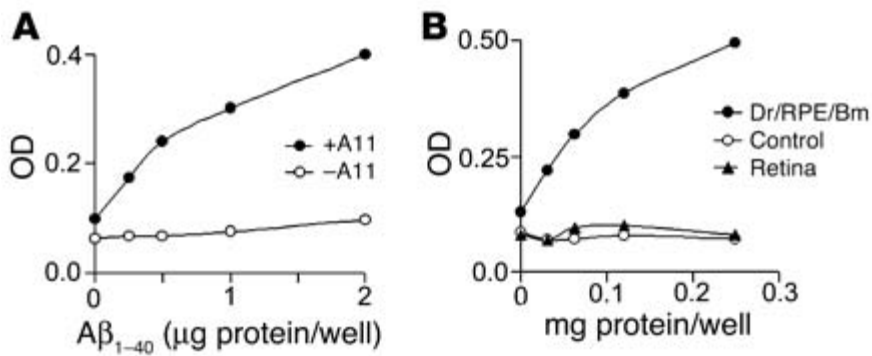 A
OD
0.4
0.2
0.0
0
1
2
Aβ1–40 (μg protein/well)
+A11
–A11
B
OD
0.50
0.25
0.0
0
0.1
0.2
0.3
mg protein/well
Dr/RPE/Bm
Control
Retina